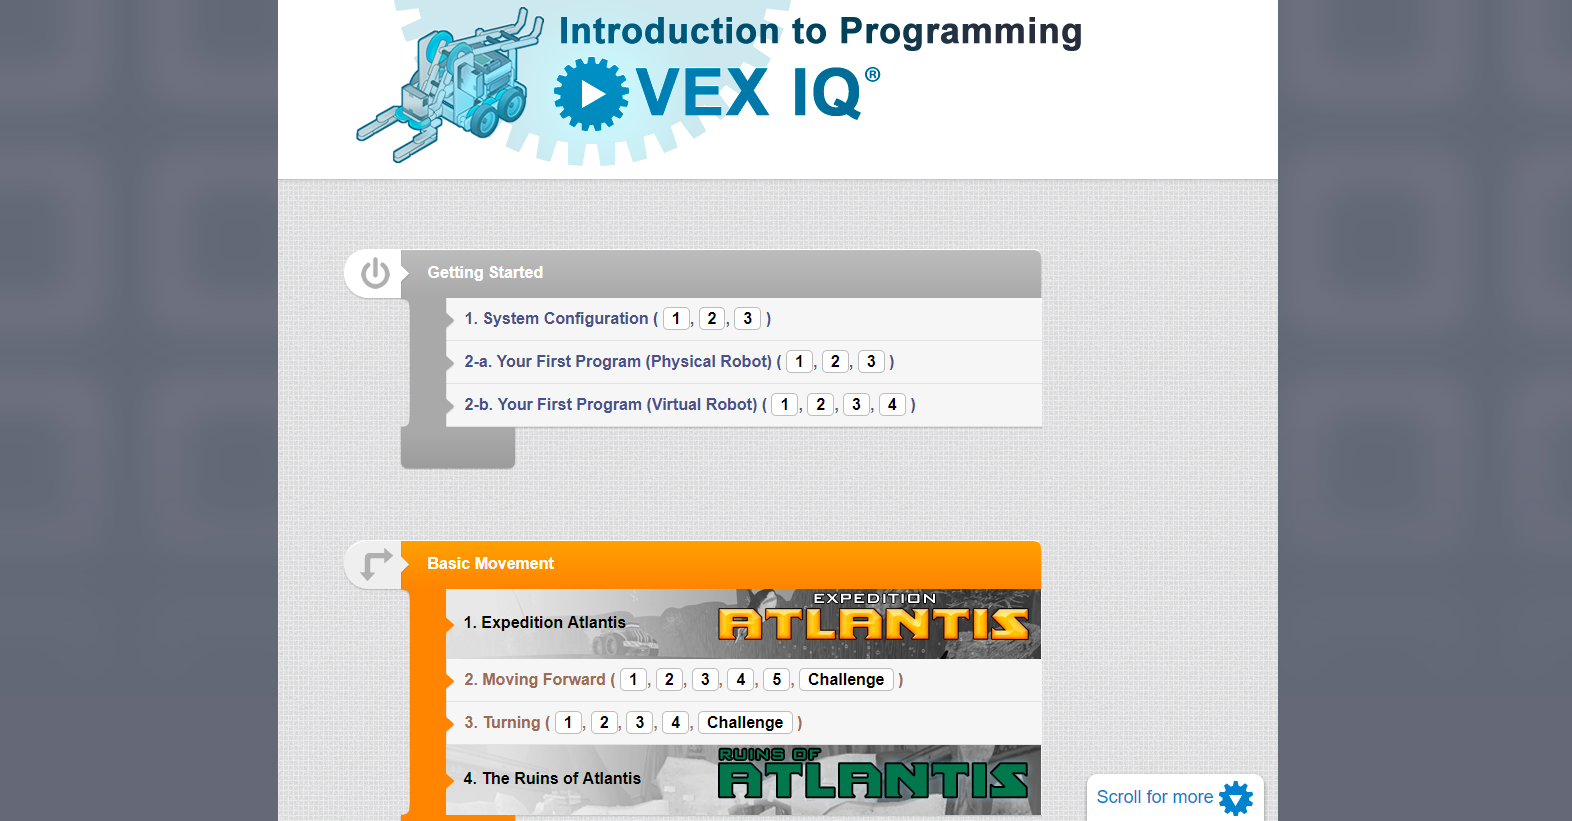 Introduction to Programming
VEX IQ®
Getting Started
1. System Configuration ( 1, 2, 3 )
2-a. Your First Program (Physical Robot) ( 1, 2, 3 )
2-b. Your First Program (Virtual Robot) ( 1, 2, 3, 4 )
Basic Movement
1. Expedition Atlantis
EXPEDITION
ATLANTIS
2. Moving Forward ( 1, 2, 3, 4, 5, Challenge )
3. Turning ( 1, 2, 3, 4, Challenge )
4. The Ruins of Atlantis
RUINS OF
ATLANTIS
Scroll for more